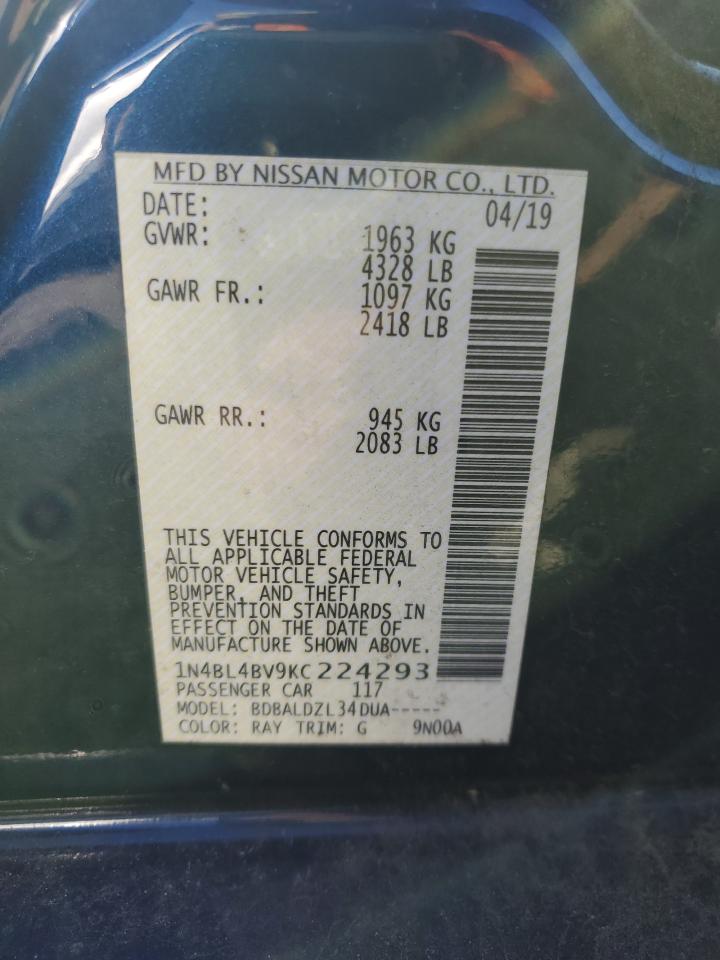 MFD BY NISSAN MOTOR CO., LTD.
DATE: 04/19
GVWR: 1963 KG
4328 LB
GAWR FR.: 1097 KG
2418 LB
GAWR RR.: 945 KG
2083 LB
THIS VEHICLE CONFORMS TO
ALL APPLICABLE FEDERAL
MOTOR VEHICLE SAFETY,
BUMPER, AND THEFT
PREVENTION STANDARDS IN
EFFECT ON THE DATE OF
MANUFACTURE SHOWN ABOVE.
1N4BL4BV9KC224293
PASSENGER CAR 117
MODEL: BDBALDZL34DUA-----
COLOR: RAY TRIM: G 9N00A